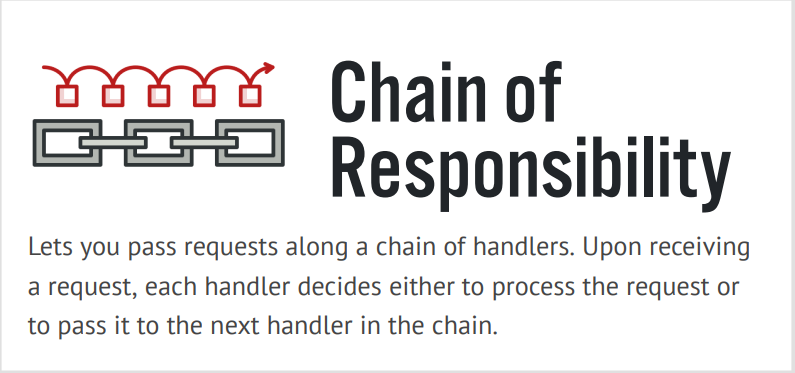 Chain of
Responsibility
Lets you pass requests along a chain of handlers. Upon receiving
a request, each handler decides either to process the request or
to pass it to the next handler in the chain.